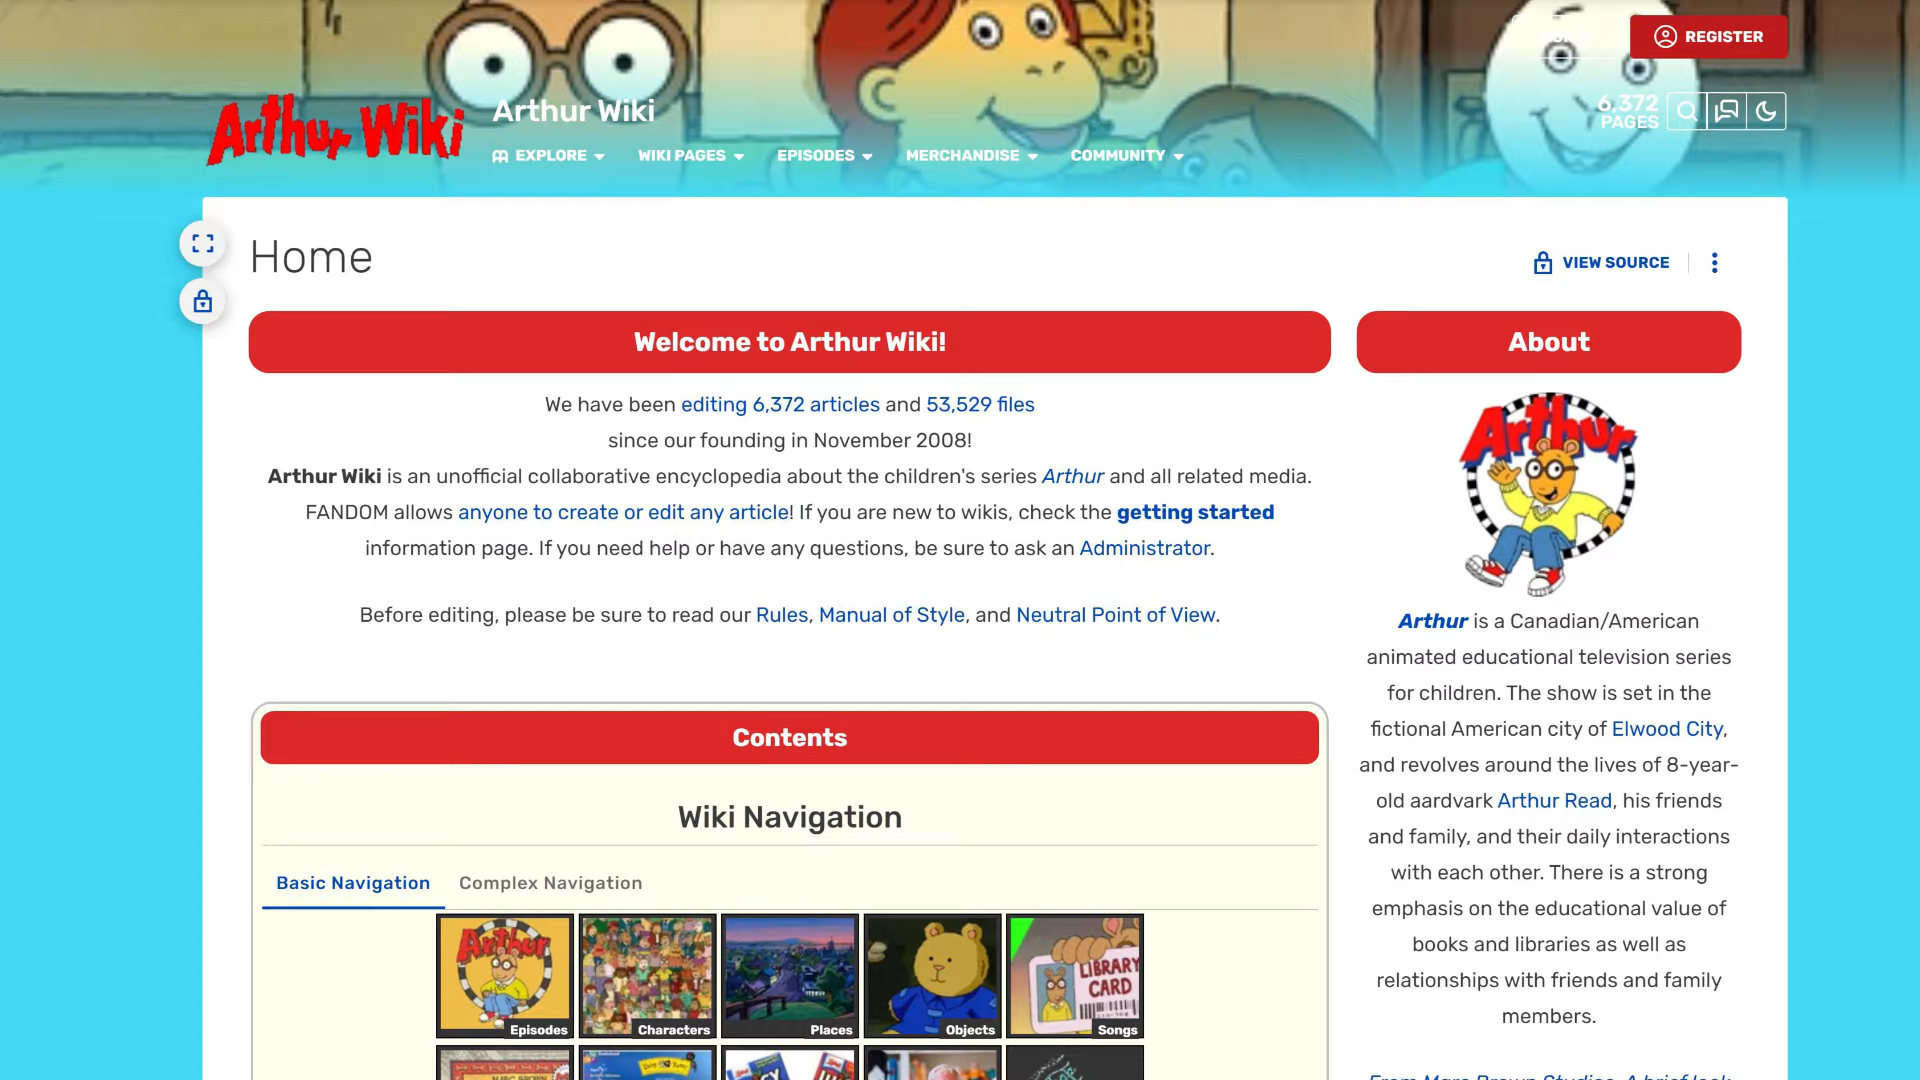 REGISTER
Arthur Wiki
Arthur Wiki
6,372
PAGES
EXPLORE
WIKI PAGES
EPISODES
MERCHANDISE
COMMUNITY
Home
VIEW SOURCE
Welcome to Arthur Wiki!
We have been editing 6,372 articles and 53,529 files
since our founding in November 2008!
Arthur Wiki is an unofficial collaborative encyclopedia about the children's series Arthur and all related media.
FANDOM allows anyone to create or edit any article! If you are new to wikis, check the getting started
information page. If you need help or have any questions, be sure to ask an Administrator.
Before editing, please be sure to read our Rules, Manual of Style, and Neutral Point of View.
Contents
Wiki Navigation
Basic Navigation
Complex Navigation
Arthur
Episodes
Characters
Places
Objects
LIBRARY
CARD
Songs
MARC BROWN
About
Arthur
Arthur is a Canadian/American
animated educational television series
for children. The show is set in the
fictional American city of Elwood City,
and revolves around the lives of 8-year-
old aardvark Arthur Read, his friends
and family, and their daily interactions
with each other. There is a strong
emphasis on the educational value of
books and libraries as well as
relationships with friends and family
members.
From Marc Brown Studios, A brief look